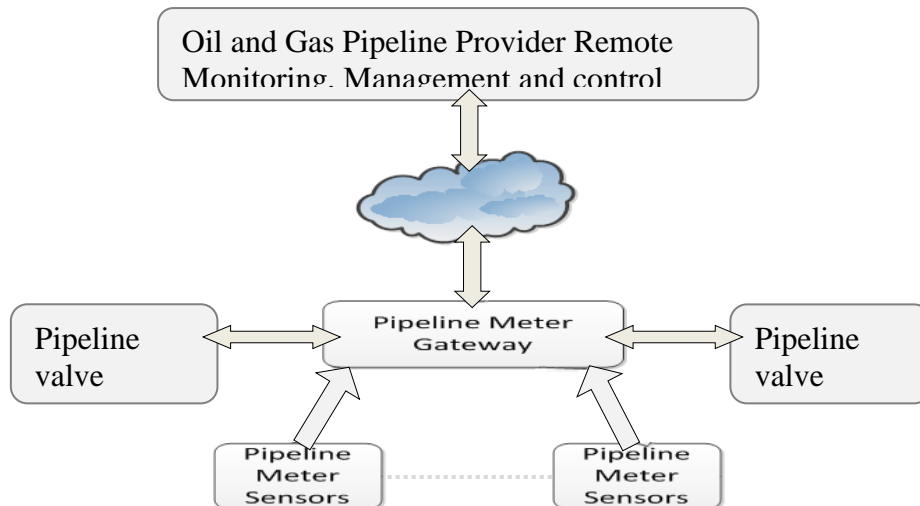 Oil and Gas Pipeline Provider Remote
Monitoring, Management and control
Pipeline Meter
Gateway
Pipeline
valve
Pipeline
valve
Pipeline
Meter
Sensors
Pipeline
Meter
Sensors